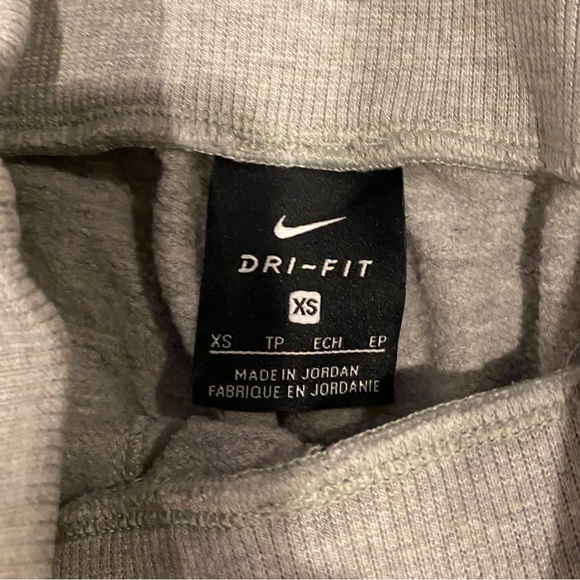 DRI-FIT
XS
XS TP ECH EP
MADE IN JORDAN
FABRIQUE EN JORDANIE